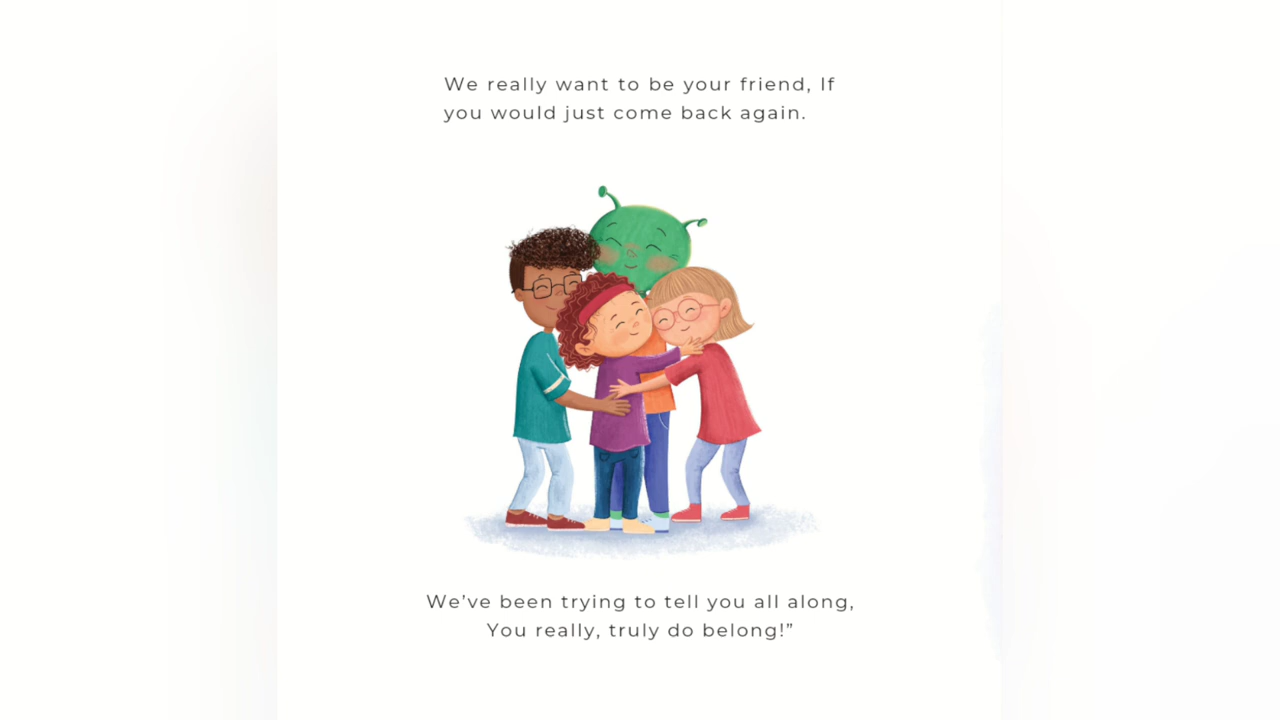 We really want to be your friend, If
you would just come back again.
We’ve been trying to tell you all along,
You really, truly do belong!”